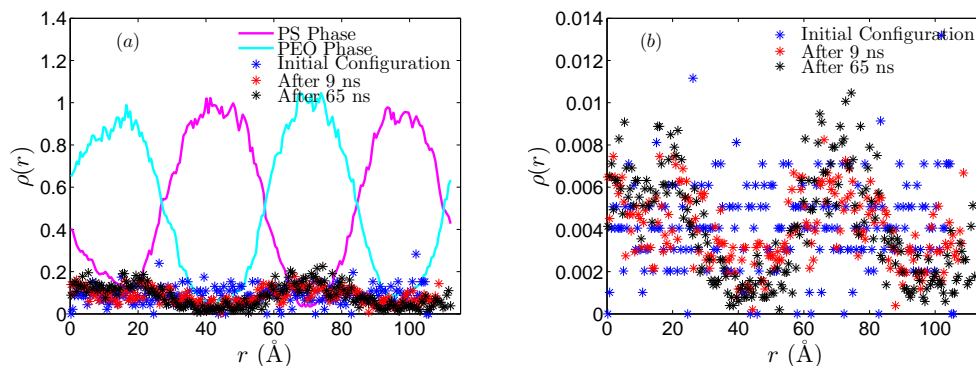 1.4
1.2
1
0.8
0.6
0.4
0.2
0
0 20 40 60 80 100
ρ(r)
r (Å)
(a)
PS Phase
PEO Phase
Initial Configuration
After 9 ns
After 65 ns
0.014
0.012
0.01
0.008
0.006
0.004
0.002
0
0 20 40 60 80 100
ρ(r)
r (Å)
(b)
Initial Configuration
After 9 ns
After 65 ns